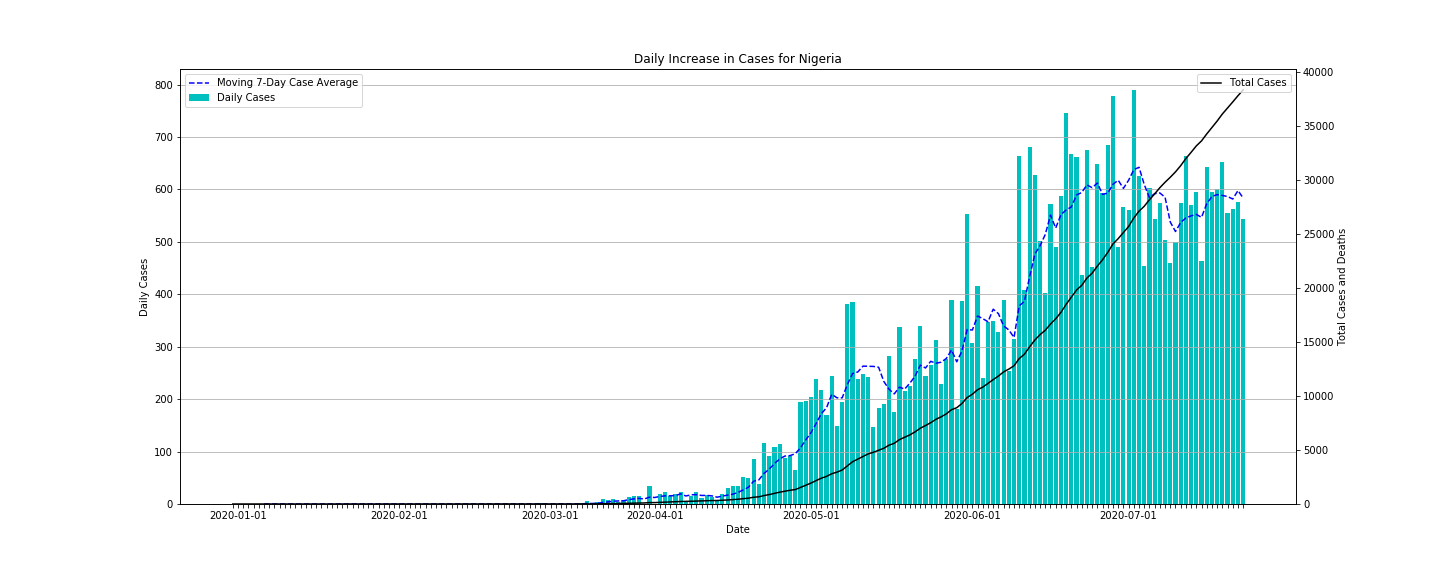 Daily Increase in Cases for Nigeria
Moving 7-Day Case Average
Daily Cases
Total Cases
800
700
600
500
400
300
200
100
0
Daily Cases
40000
35000
30000
25000
20000
15000
10000
5000
0
Total Cases and Deaths
2020-01-01 2020-02-01 2020-03-01 2020-04-01 2020-05-01 2020-06-01 2020-07-01
Date